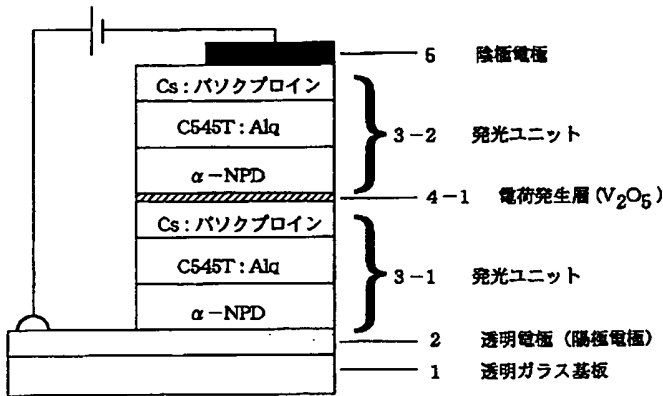 5 陰極電極
Cs:バソクプロイン
C545T:Alq
3-2 発光ユニット
α-NPD
4-1 電荷発生層(V₂O₅)
Cs:バソクプロイン
C545T:Alq
3-1 発光ユニット
α-NPD
2 透明電極(陽極電極)
1 透明ガラス基板